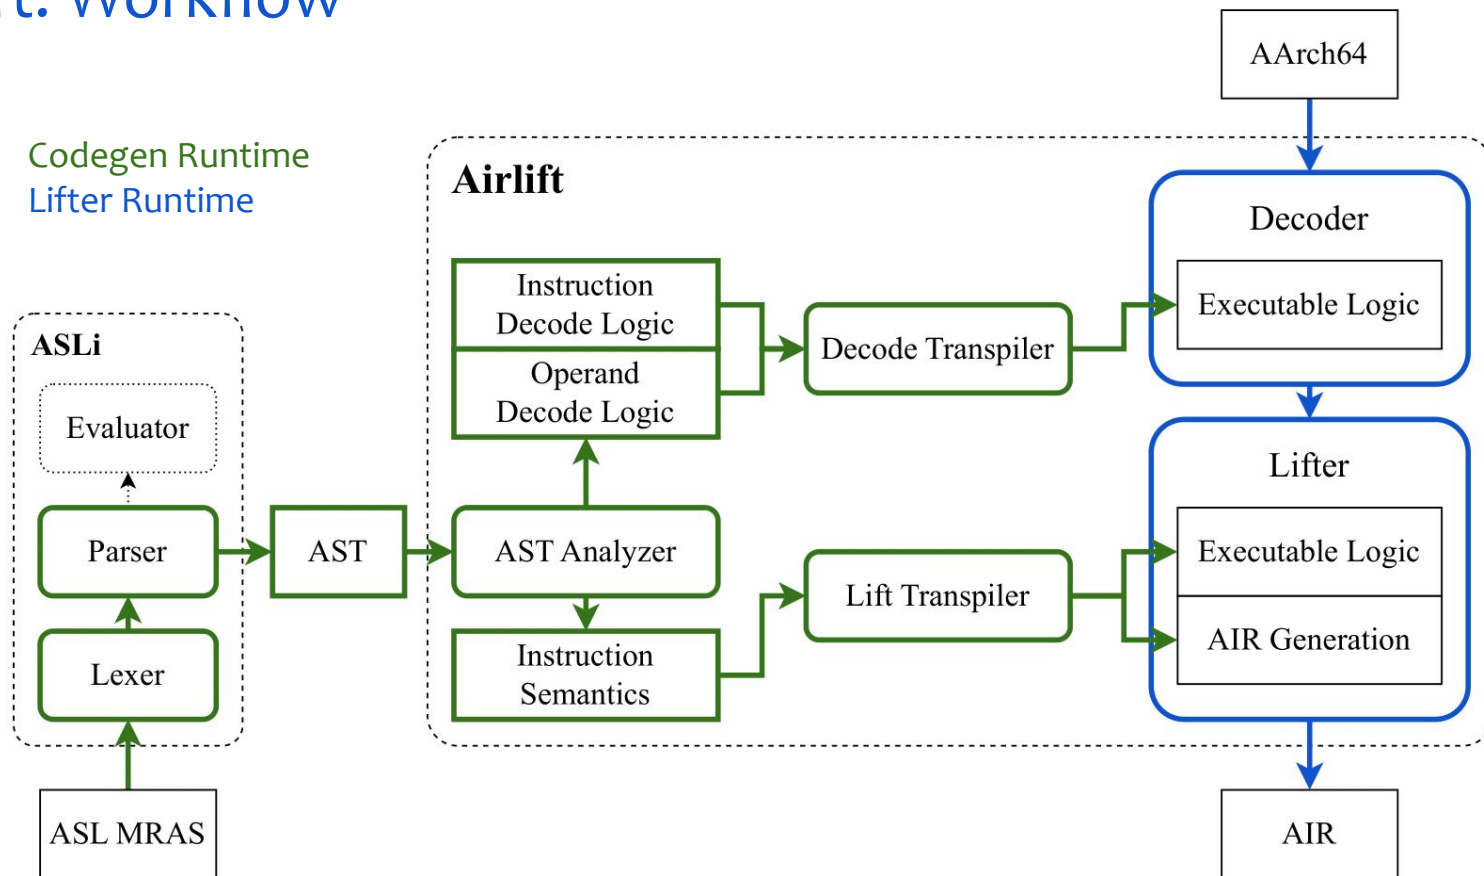 t: Workflow
Codegen Runtime
Lifter Runtime
AArch64
Airlift
Decoder
Executable Logic
Instruction
Decode Logic
Operand
Decode Logic
Decode Transpiler
ASLi
Evaluator
Parser
Lexer
ASL MRAS
AST
AST Analyzer
Instruction
Semantics
Lift Transpiler
Lifter
Executable Logic
AIR Generation
AIR